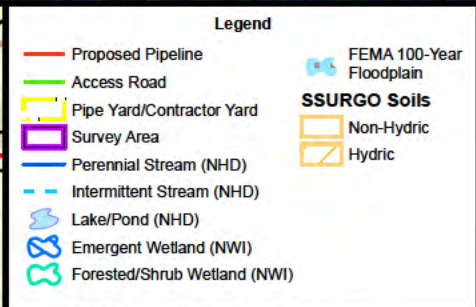 Legend
Proposed Pipeline
Access Road
Pipe Yard/Contractor Yard
Survey Area
Perennial Stream (NHD)
Intermittent Stream (NHD)
Lake/Pond (NHD)
Emergent Wetland (NWI)
Forested/Shrub Wetland (NWI)
FEMA 100-Year
Floodplain
SSURGO Soils
Non-Hydric
Hydric